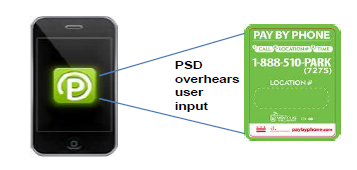 P
PSD
overhears
user
input
PAY BY PHONE
CALL LOCATION # TIME
1-888-510-PARK
(7275)
LOCATION #
paybyphone.com